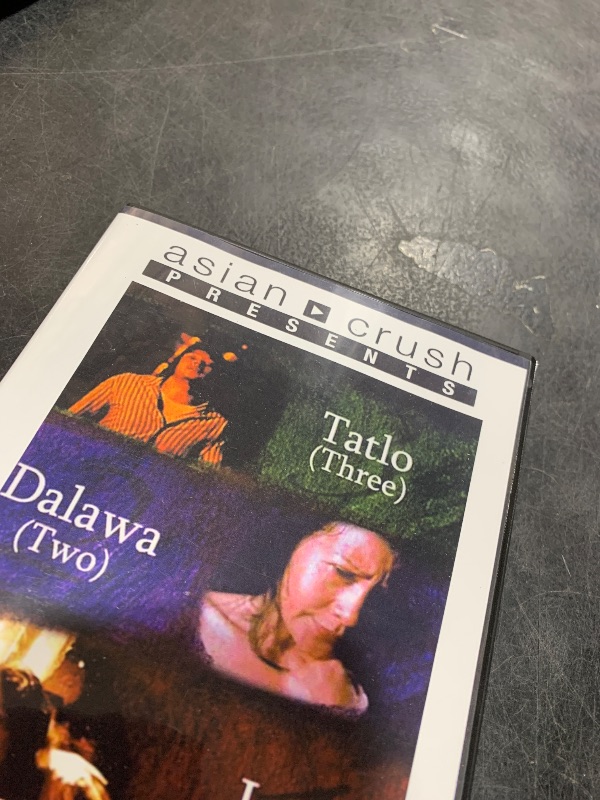 asian crush
PRESENTS
Tatlo
(Three)
Dalawa
(Two)